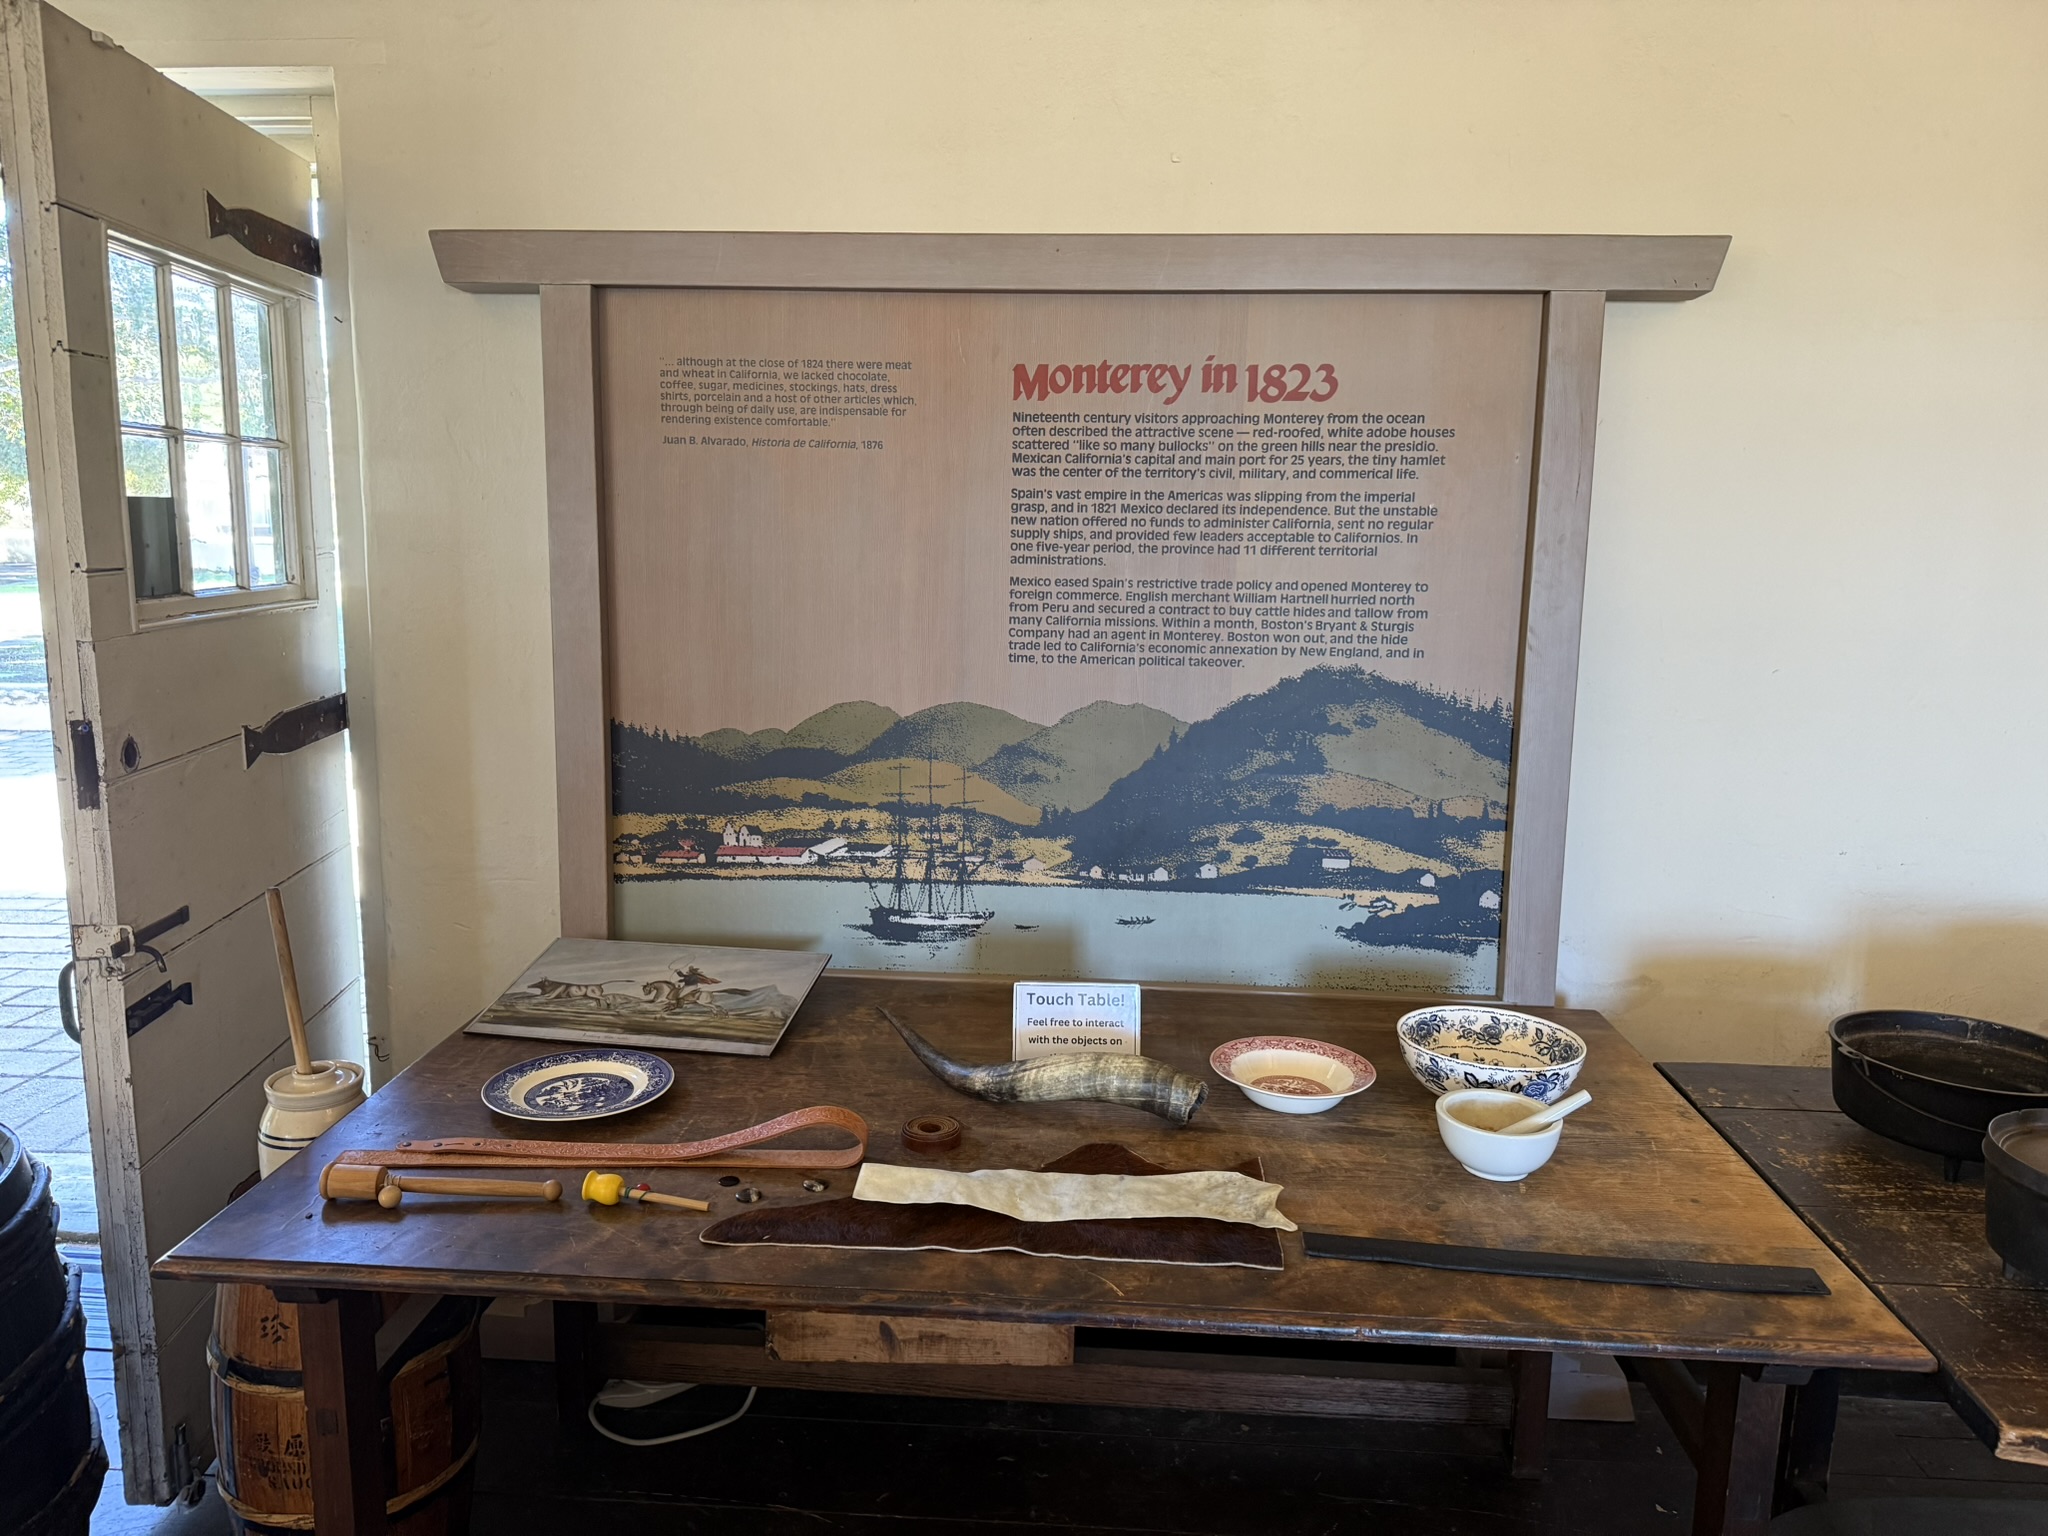 "... although at the close of 1824 there were meat
and wheat in California, we lacked chocolate,
coffee, sugar, medicines, stockings, hats, dress
shirts, porcelain and a host of other articles which,
through being of daily use, are indispensable for
rendering existence comfortable."
Juan B. Alvarado, Historia de California, 1876
Monterey in 1823
Nineteenth century visitors approaching Monterey from the ocean
often described the attractive scene — red-roofed, white adobe houses
scattered "like so many bullocks" on the green hills near the presidio.
Mexican California's capital and main port for 25 years, the tiny hamlet
was the center of the territory's civil, military, and commerical life.
Spain's vast empire in the Americas was slipping from the imperial
grasp, and in 1821 Mexico declared its independence. But the unstable
new nation offered no funds to administer California, sent no regular
supply ships, and provided few leaders acceptable to Californios. In
one five-year period, the province had 11 different territorial
administrations.
Mexico eased Spain's restrictive trade policy and opened Monterey to
foreign commerce. English merchant William Hartnell hurried north
from Peru and secured a contract to buy cattle hides and tallow from
many California missions. Within a month, Boston's Bryant & Sturgis
Company had an agent in Monterey. Boston won out, and the hide
trade led to California's economic annexation by New England, and in
time, to the American political takeover.
Touch Table!
Feel free to interact
with the objects on
珍